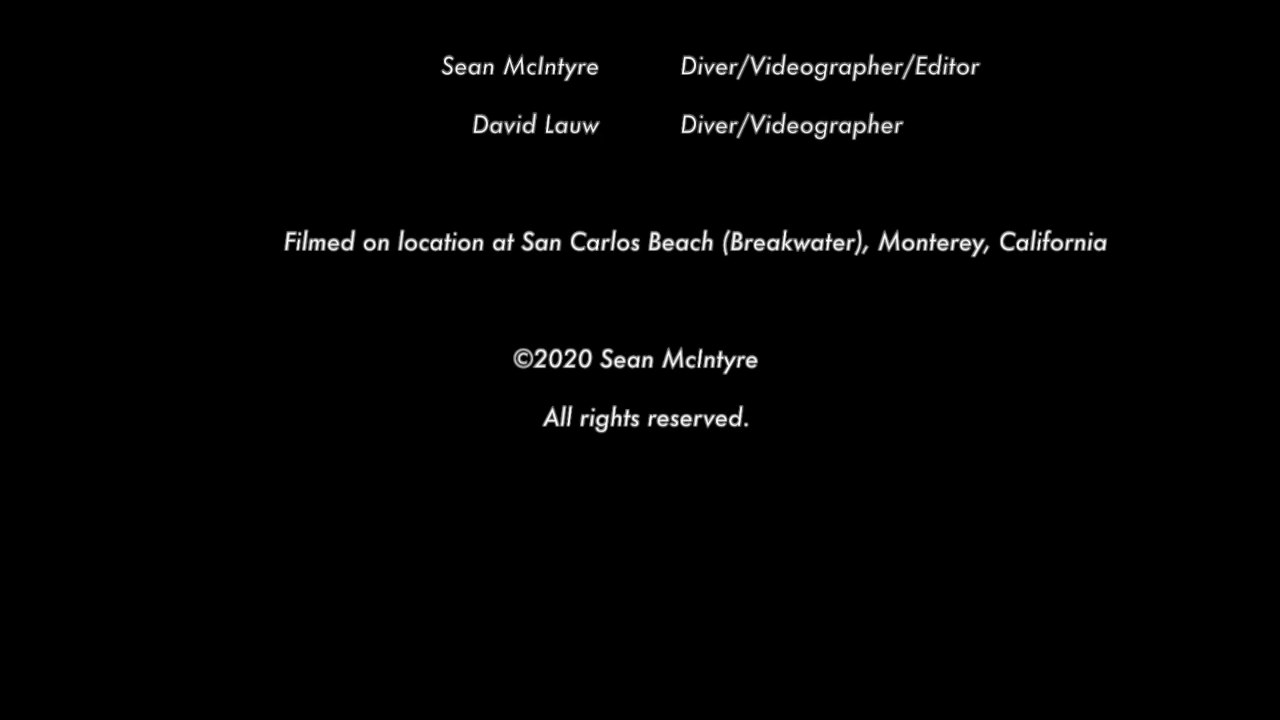 Sean McIntyre Diver/Videographer/Editor
David Lauw Diver/Videographer
Filmed on location at San Carlos Beach (Breakwater), Monterey, California
©2020 Sean McIntyre
All rights reserved.